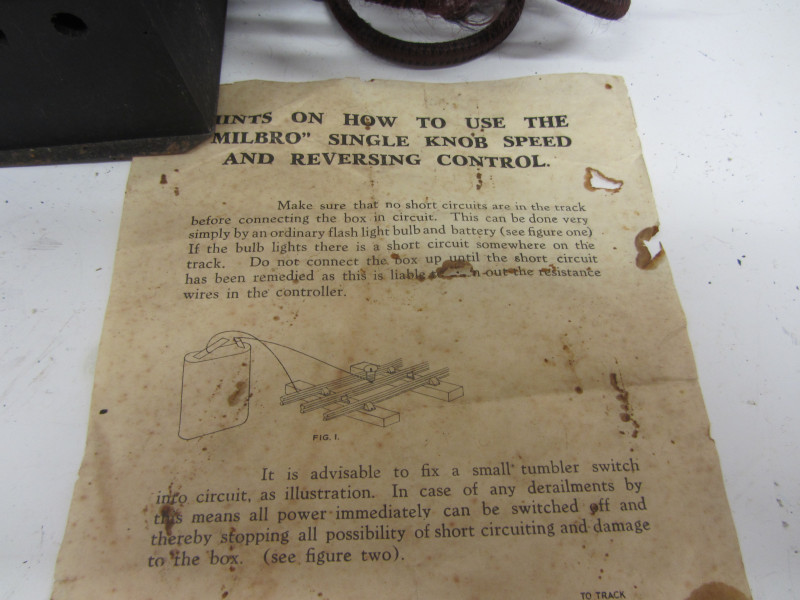 HINTS ON HOW TO USE THE
MILBRO" SINGLE KNOB SPEED
AND REVERSING CONTROL.
Make sure that no short circuits are in the track
before connecting the box in circuit. This can be done very
simply by an ordinary flash light bulb and battery (see figure one)
If the bulb lights there is a short circuit somewhere on the
track. Do not connect the box up until the short circuit
has been remedied as this is liable out the resistance
wires in the controller.
FIG. 1.
It is advisable to fix a small tumbler switch
into circuit, as illustration. In case of any derailments by
this means all power immediately can be switched off and
thereby stopping all possibility of short circuiting and damage
to the box. (see figure two).
TO TRACK